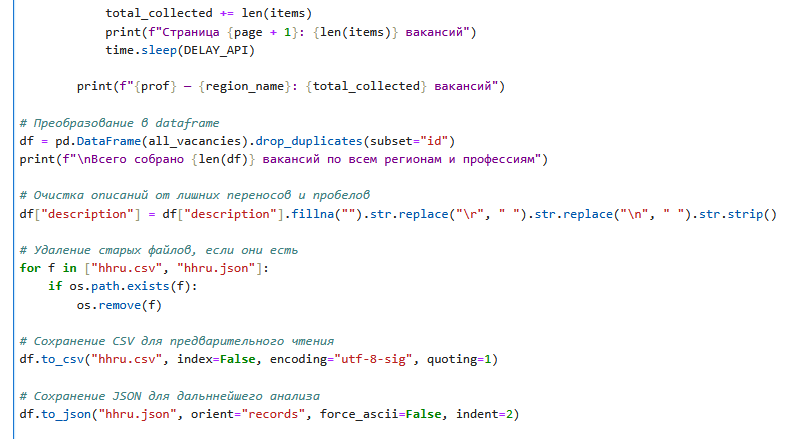 total_collected += len(items)
print(f"Страница {page + 1}: {len(items)} вакансий")
time.sleep(DELAY_API)
print(f"{prof} — {region_name}: {total_collected} вакансий")
# Преобразование в dataframe
df = pd.DataFrame(all_vacancies).drop_duplicates(subset="id")
print(f"\nВсего собрано {len(df)} вакансий по всем регионам и профессиям")
# Очистка описаний от лишних переносов и пробелов
df["description"] = df["description"].fillna("").str.replace("\r", " ").str.replace("\n", " ").str.strip()
# Удаление старых файлов, если они есть
for f in ["hhru.csv", "hhru.json"]:
if os.path.exists(f):
os.remove(f)
# Сохранение CSV для предварительного чтения
df.to_csv("hhru.csv", index=False, encoding="utf-8-sig", quoting=1)
# Сохранение JSON для дальннейшего анализа
df.to_json("hhru.json", orient="records", force_ascii=False, indent=2)